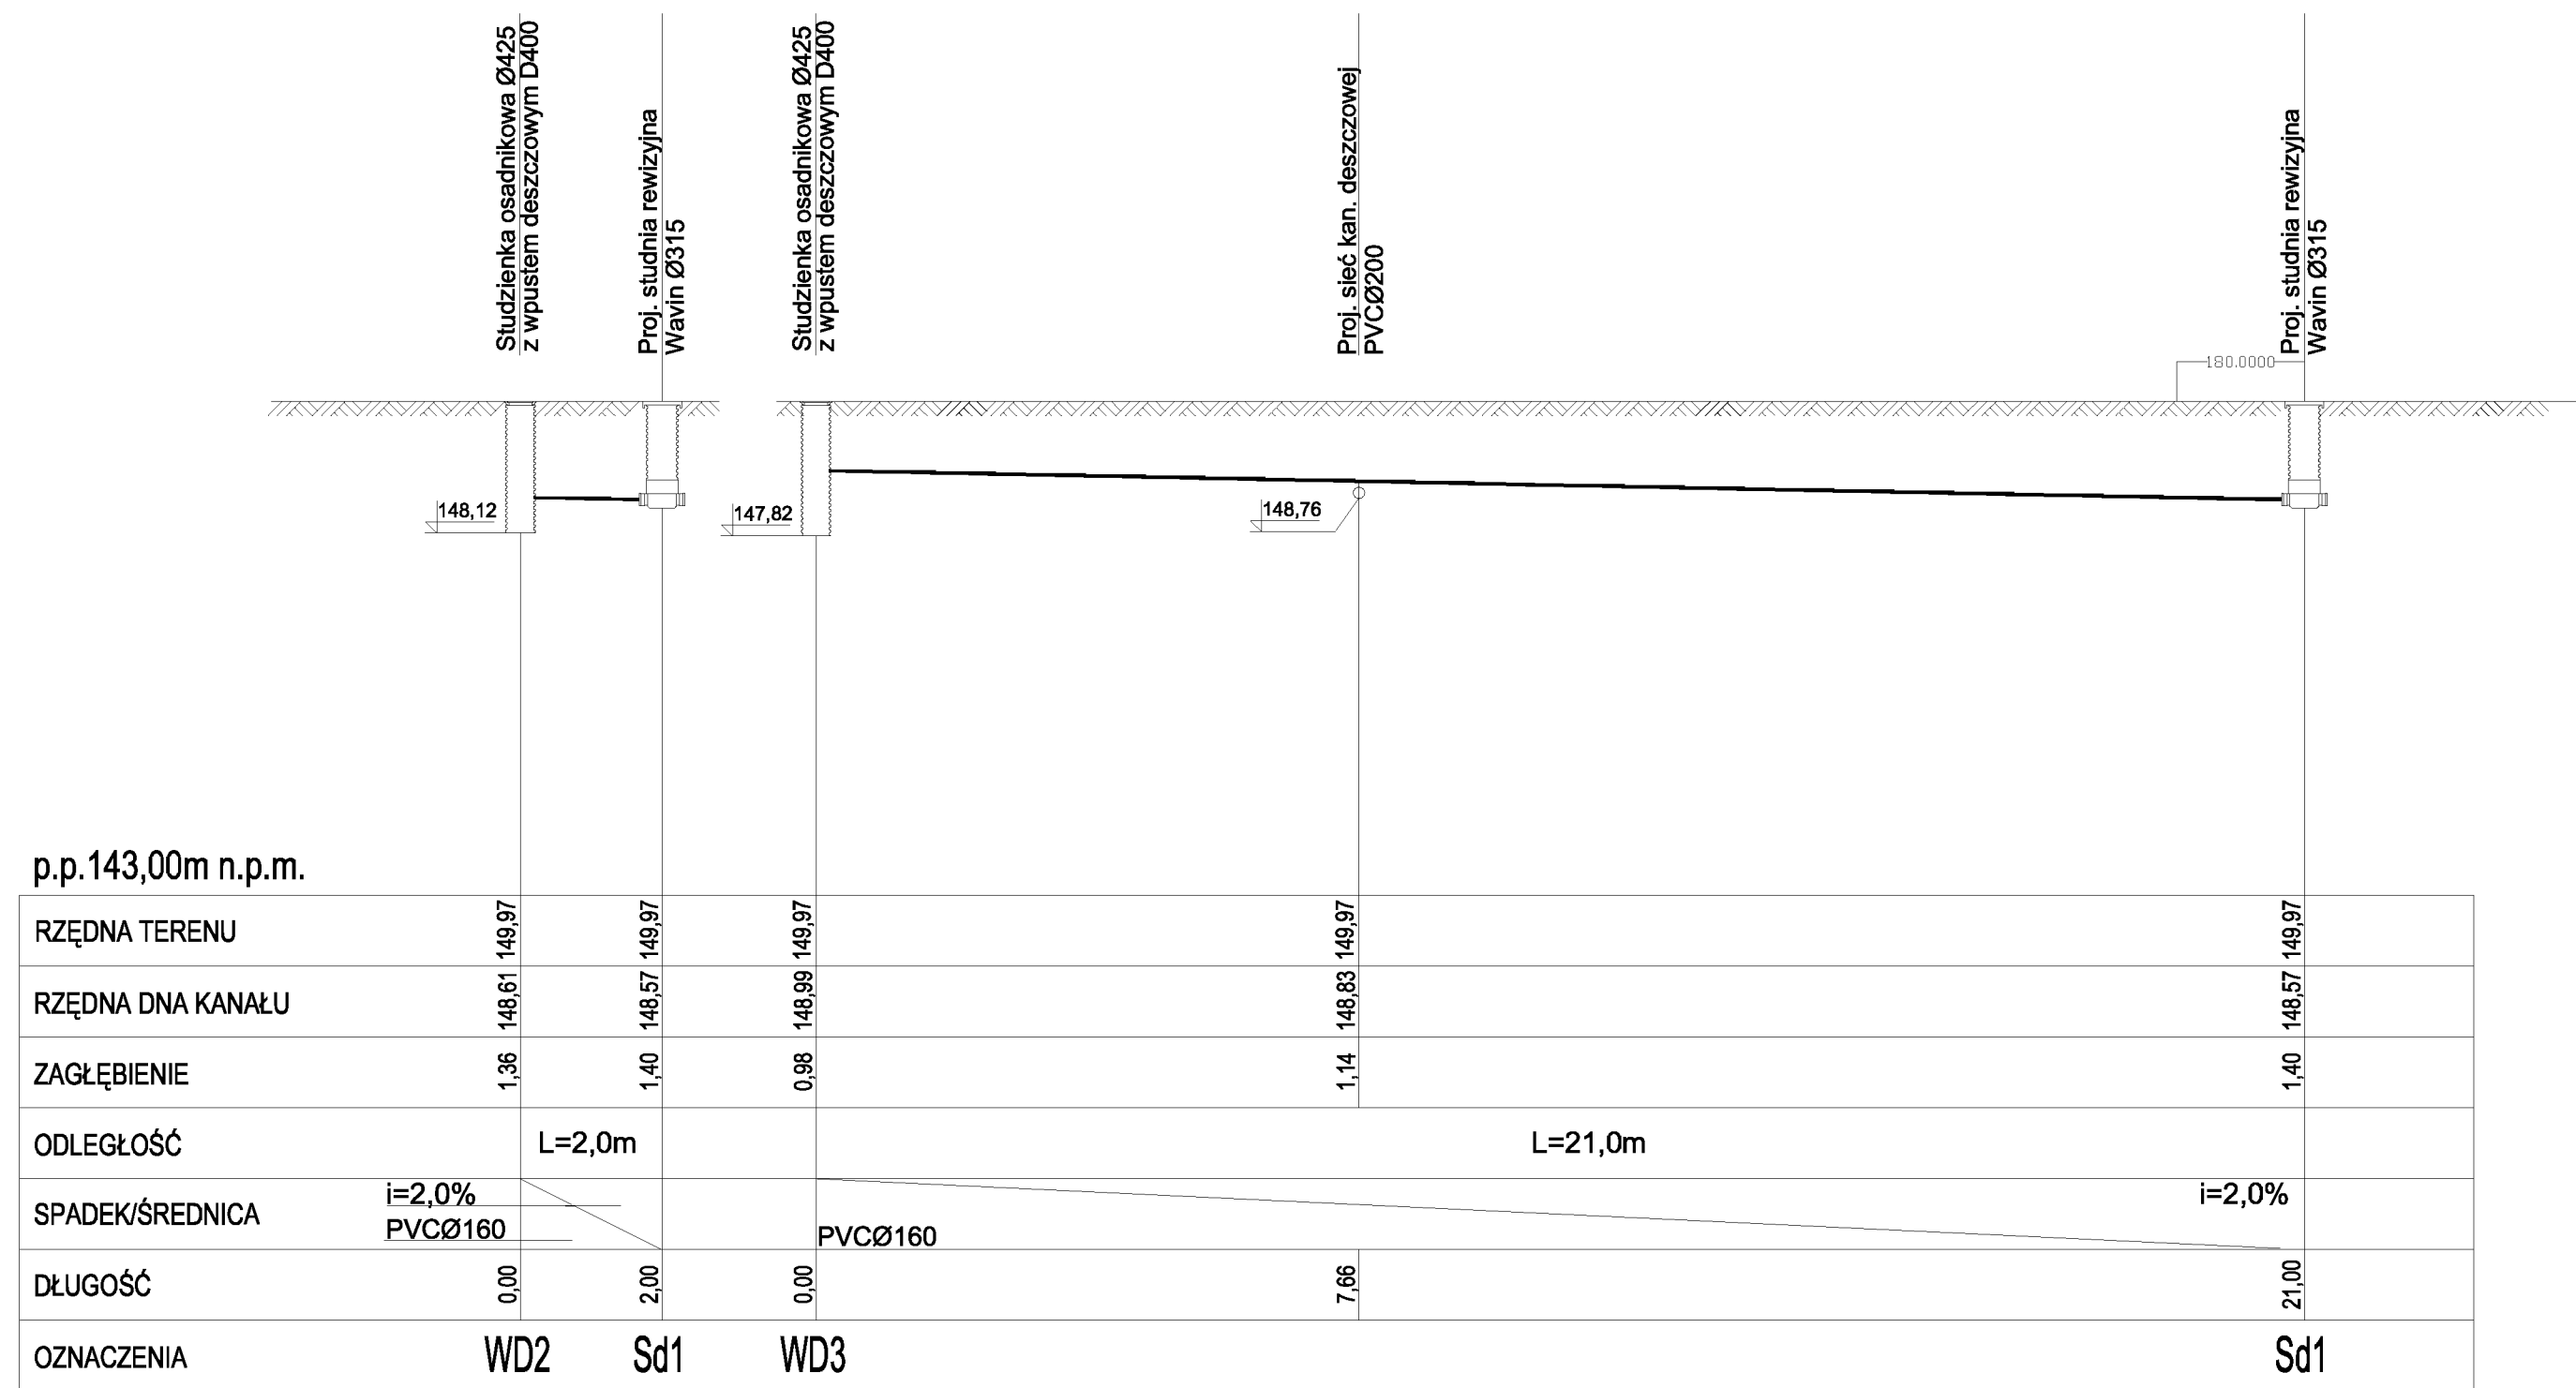 Studzienka osadnikowa Ø425
z wpustem deszczowym D400
Proj. studnia rewizyjna
Wavin Ø315
Studzienka osadnikowa Ø425
z wpustem deszczowym D400
Proj. sieć kan. deszczowej
PVCØ200
Proj. studnia rewizyjna
Wavin Ø315
180.0000
148,12
147,82
148,76
p.p.143,00m n.p.m.
RZĘDNA TERENU 149,97 149,97 149,97 149,97 149,97
RZĘDNA DNA KANAŁU 148,61 148,57 148,99 148,83 148,57
ZAGŁĘBIENIE 1,36 1,40 0,98 1,14 1,40
ODLEGŁOŚĆ L=2,0m L=21,0m
SPADEK/ŚREDNICA
i=2,0%
PVCØ160
PVCØ160
i=2,0%
DŁUGOŚĆ 0,00 2,00 0,00 7,66 21,00
OZNACZENIA WD2 Sd1 WD3 Sd1